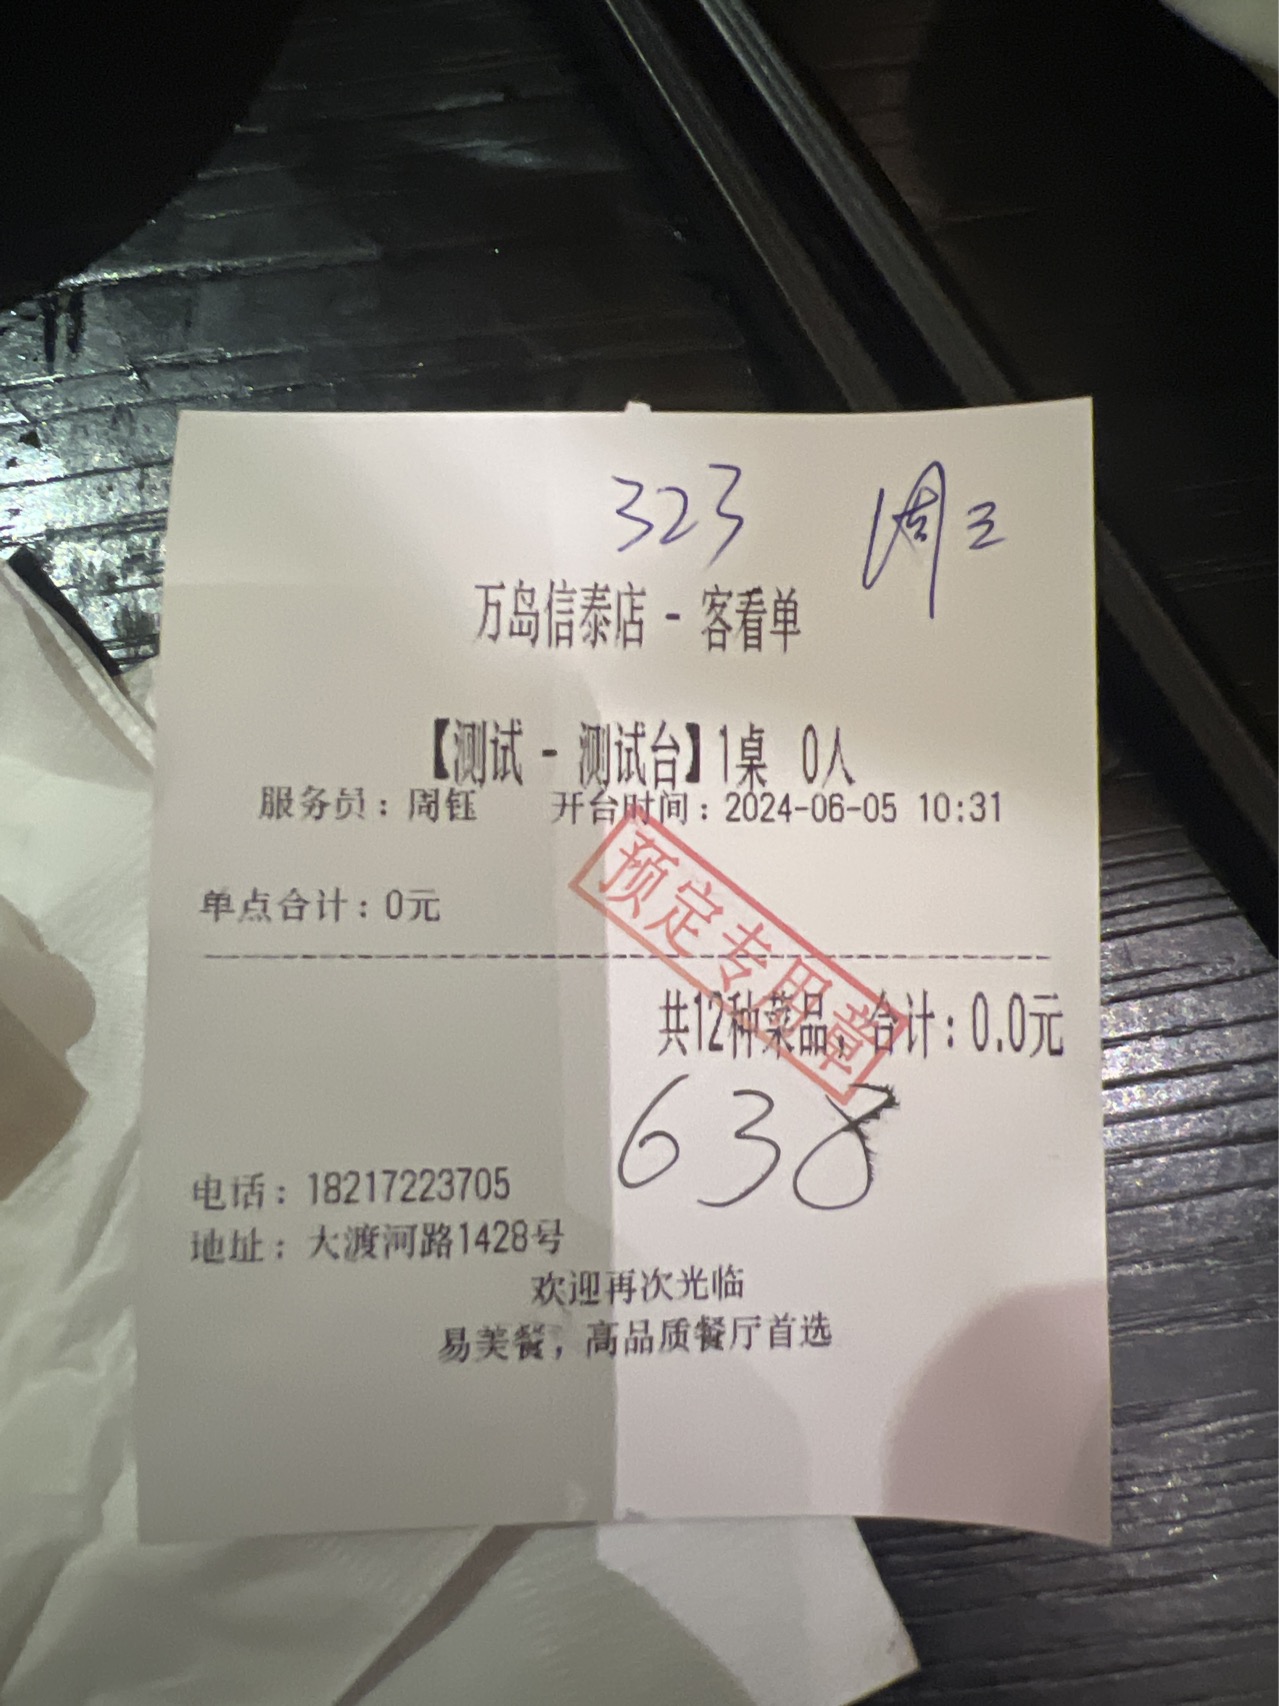 323 周三
万岛信泰店 - 客看单
【测试 - 测试台】1桌 0人
服务员：周钰 开台时间：2024-06-05 10:31
单点合计：0元
预定专用章
共12种菜品，合计：0.0元
638
电话：18217223705
地址：大渡河路1428号
欢迎再次光临
易美餐，高品质餐厅首选